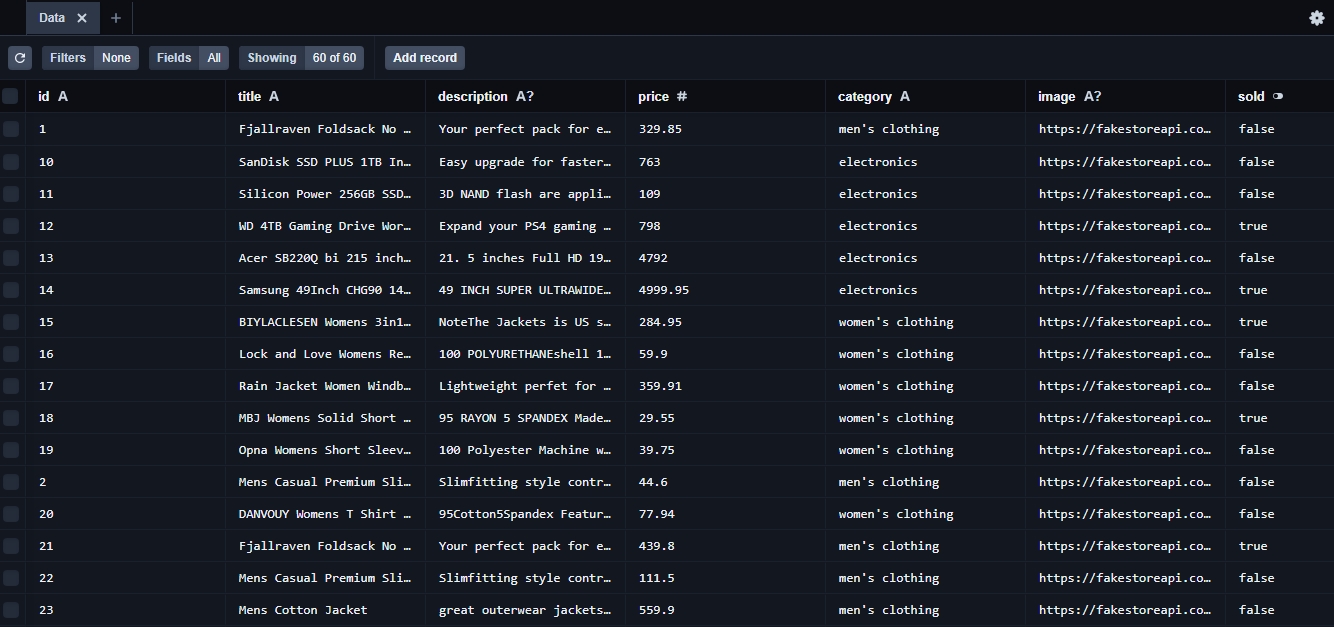 Data
Filters None Fields All Showing 60 of 60 Add record
id A title A description A? price # category A image A? sold
1 Fjallraven Foldsack No … Your perfect pack for e… 329.85 men's clothing https://fakestoreapi.co… false
10 SanDisk SSD PLUS 1TB In… Easy upgrade for faster… 763 electronics https://fakestoreapi.co… false
11 Silicon Power 256GB SSD… 3D NAND flash are appli… 109 electronics https://fakestoreapi.co… false
12 WD 4TB Gaming Drive Wor… Expand your PS4 gaming … 798 electronics https://fakestoreapi.co… true
13 Acer SB220Q bi 215 inch… 21. 5 inches Full HD 19… 4792 electronics https://fakestoreapi.co… false
14 Samsung 49Inch CHG90 14… 49 INCH SUPER ULTRAWIDE… 4999.95 electronics https://fakestoreapi.co… true
15 BIYLACLESEN Womens 3in1… NoteThe Jackets is US s… 284.95 women's clothing https://fakestoreapi.co… true
16 Lock and Love Womens Re… 100 POLYURETHANEshell 1… 59.9 women's clothing https://fakestoreapi.co… false
17 Rain Jacket Women Windb… Lightweight perfet for … 359.91 women's clothing https://fakestoreapi.co… false
18 MBJ Womens Solid Short … 95 RAYON 5 SPANDEX Made… 29.55 women's clothing https://fakestoreapi.co… true
19 Opna Womens Short Sleev… 100 Polyester Machine w… 39.75 women's clothing https://fakestoreapi.co… false
2 Mens Casual Premium Sli… Slimfitting style contr… 44.6 men's clothing https://fakestoreapi.co… false
20 DANVOUY Womens T Shirt … 95Cotton5Spandex Featur… 77.94 women's clothing https://fakestoreapi.co… false
21 Fjallraven Foldsack No … Your perfect pack for e… 439.8 men's clothing https://fakestoreapi.co… true
22 Mens Casual Premium Sli… Slimfitting style contr… 111.5 men's clothing https://fakestoreapi.co… false
23 Mens Cotton Jacket great outerwear jackets… 559.9 men's clothing https://fakestoreapi.co… false